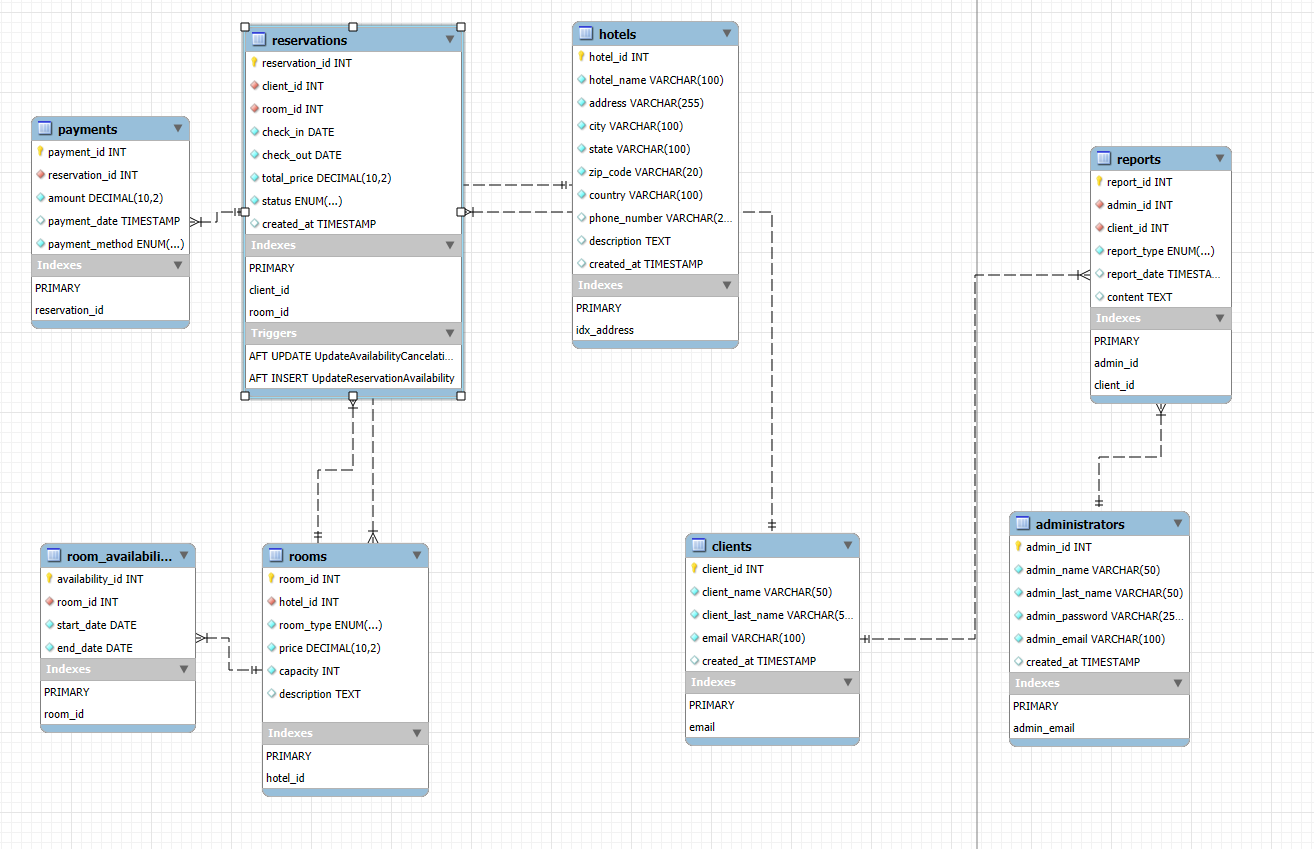 reservations
reservation_id INT
client_id INT
room_id INT
check_in DATE
check_out DATE
total_price DECIMAL(10,2)
status ENUM(...)
created_at TIMESTAMP
Indexes
PRIMARY
client_id
room_id
Triggers
AFT UPDATE UpdateAvailabilityCancelati...
AFT INSERT UpdateReservationAvailability
hotels
hotel_id INT
hotel_name VARCHAR(100)
address VARCHAR(255)
city VARCHAR(100)
state VARCHAR(100)
zip_code VARCHAR(20)
country VARCHAR(100)
phone_number VARCHAR(2...
description TEXT
created_at TIMESTAMP
Indexes
PRIMARY
idx_address
payments
payment_id INT
reservation_id INT
amount DECIMAL(10,2)
payment_date TIMESTAMP
payment_method ENUM(...)
Indexes
PRIMARY
reservation_id
reports
report_id INT
admin_id INT
client_id INT
report_type ENUM(...)
report_date TIMESTA...
content TEXT
Indexes
PRIMARY
admin_id
client_id
room_availabili...
availability_id INT
room_id INT
start_date DATE
end_date DATE
Indexes
PRIMARY
room_id
rooms
room_id INT
hotel_id INT
room_type ENUM(...)
price DECIMAL(10,2)
capacity INT
description TEXT
Indexes
PRIMARY
hotel_id
clients
client_id INT
client_name VARCHAR(50)
client_last_name VARCHAR(5...
email VARCHAR(100)
created_at TIMESTAMP
Indexes
PRIMARY
email
administrators
admin_id INT
admin_name VARCHAR(50)
admin_last_name VARCHAR(50)
admin_password VARCHAR(25...
admin_email VARCHAR(100)
created_at TIMESTAMP
Indexes
PRIMARY
admin_email